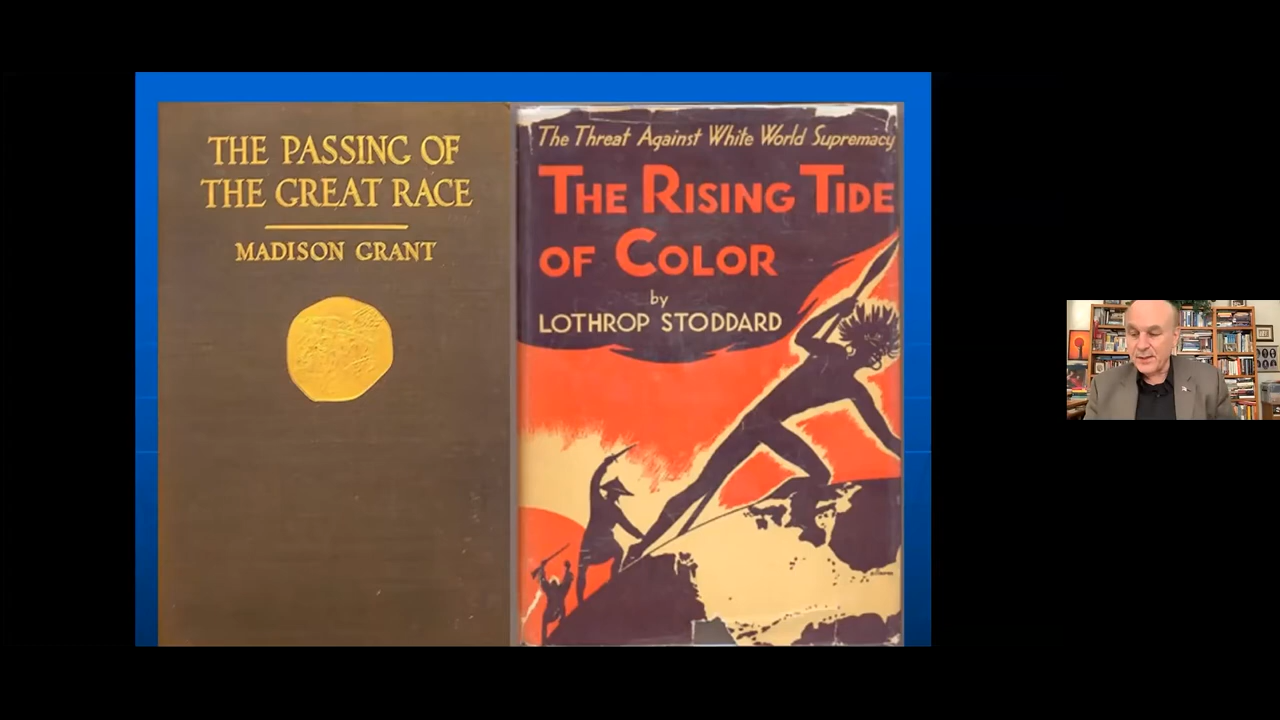 THE PASSING OF
THE GREAT RACE
MADISON GRANT
The Threat Against White World Supremacy
THE RISING TIDE
OF COLOR
by
LOTHROP STODDARD